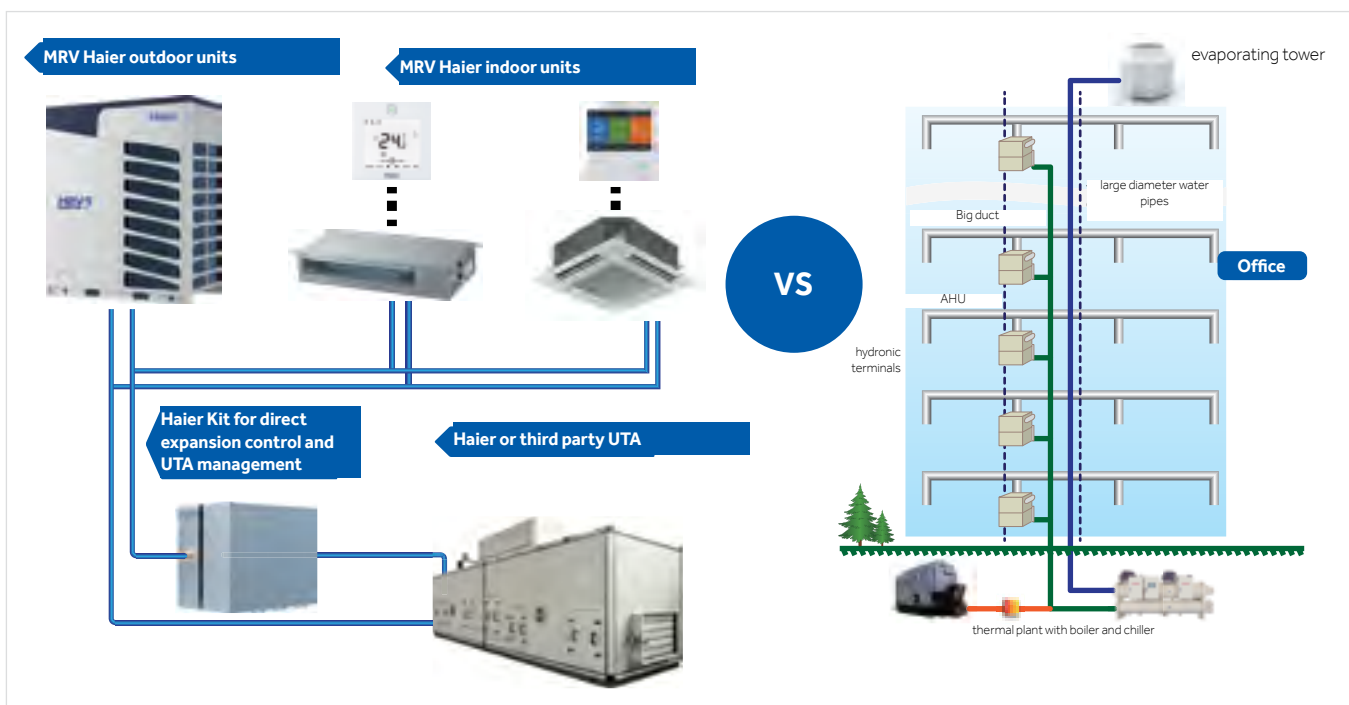 MRV Haier outdoor units
MRV Haier indoor units
24
Haier Kit for direct
expansion control and
UTA management
Haier or third party UTA
VS
evaporating tower
large diameter water
pipes
Big duct
Office
AHU
hydronic
terminals
thermal plant with boiler and chiller